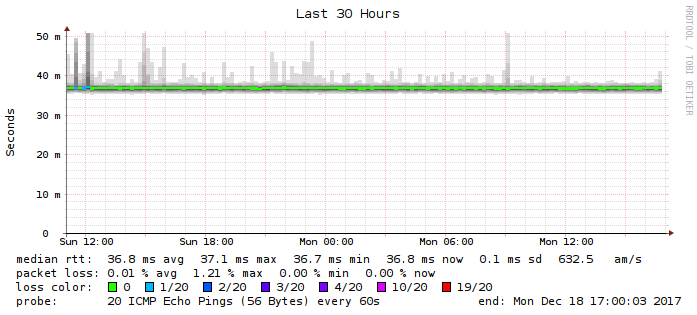 Last 30 Hours
RRDTOOL / TOBI OETIKER
Seconds
50 m
40 m
30 m
20 m
10 m
0
Sun 12:00 Sun 18:00 Mon 00:00 Mon 06:00 Mon 12:00
median rtt: 36.8 ms avg 37.1 ms max 36.7 ms min 36.8 ms now 0.1 ms sd 632.5 am/s
packet loss: 0.01 % avg 1.21 % max 0.00 % min 0.00 % now
loss color: 0 1/20 2/20 3/20 4/20 10/20 19/20
probe: 20 ICMP Echo Pings (56 Bytes) every 60s end: Mon Dec 18 17:00:03 2017